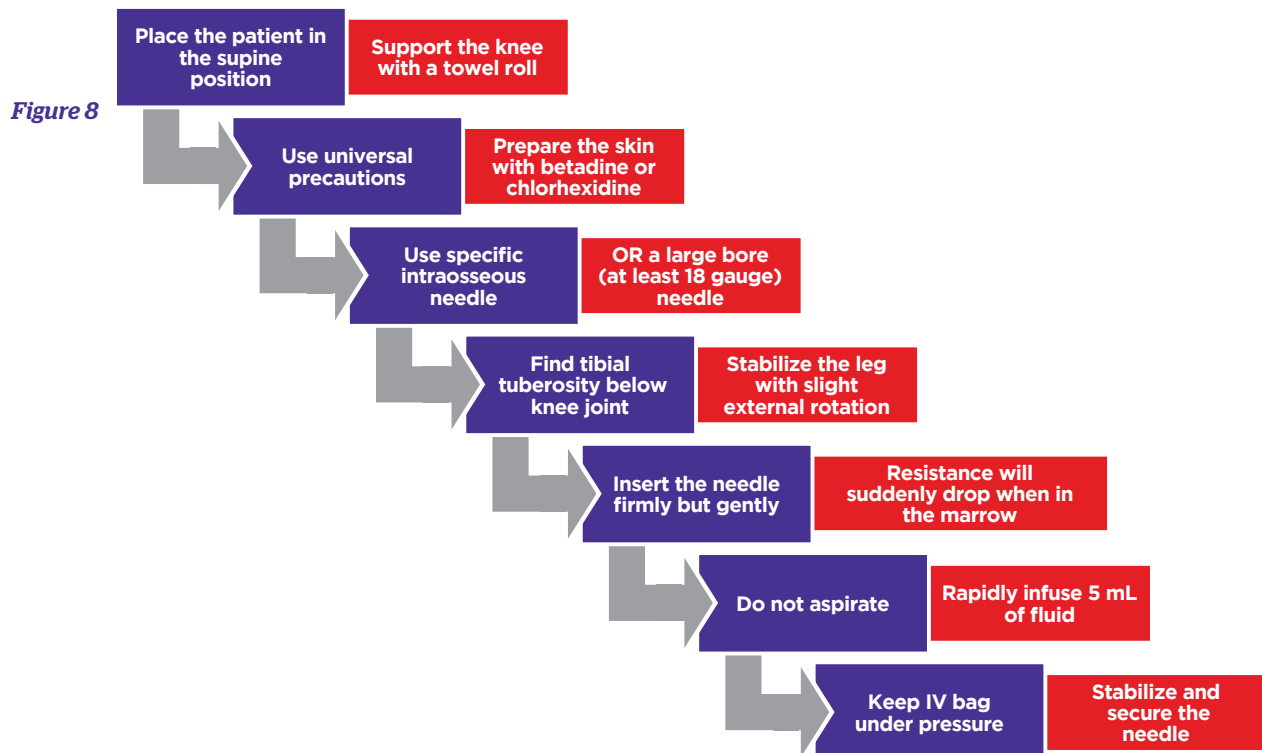 Place the patient in
the supine
position
Support the knee
with a towel roll
Figure 8
Use universal
precautions
Prepare the skin
with betadine or
chlorhexidine
Use specific
intraosseous
needle
OR a large bore
(at least 18 gauge)
needle
Find tibial
tuberosity below
knee joint
Stabilize the leg
with slight
external rotation
Insert the needle
firmly but gently
Resistance will
suddenly drop when in
the marrow
Do not aspirate
Rapidly infuse 5 mL
of fluid
Keep IV bag
under pressure
Stabilize and
secure the
needle